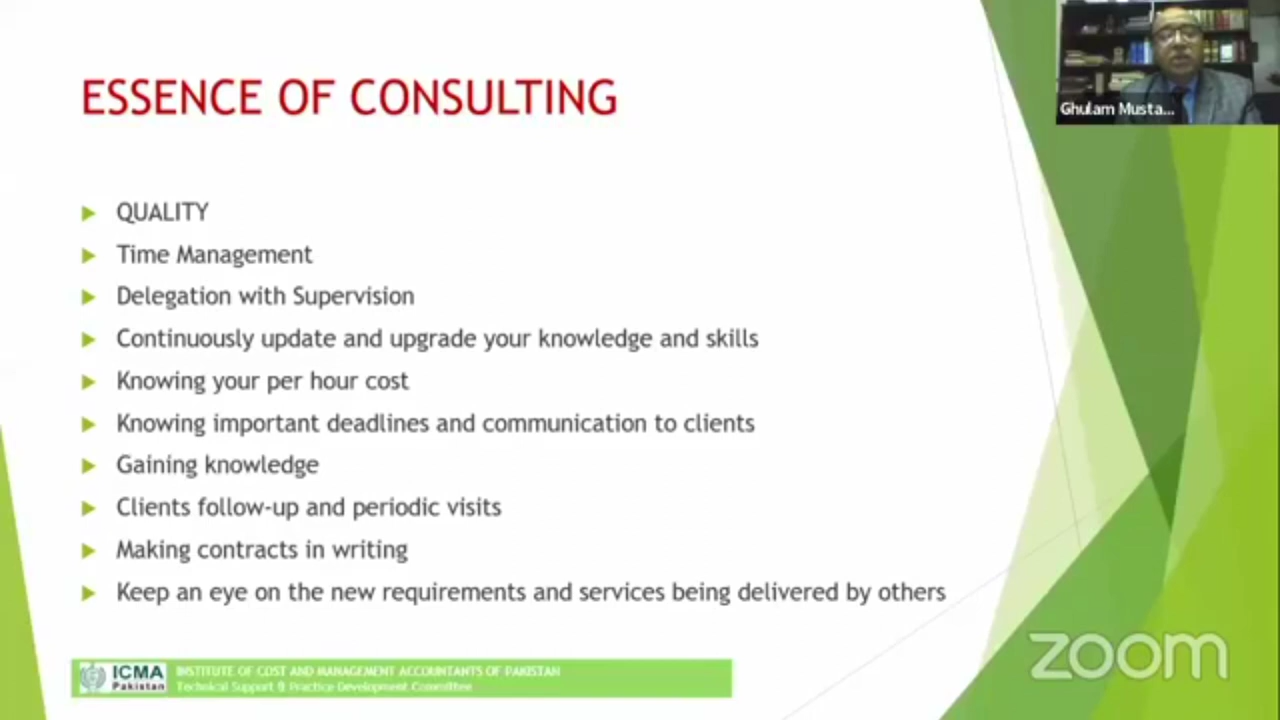 Ghulam Musta...
ESSENCE OF CONSULTING
QUALITY
Time Management
Delegation with Supervision
Continuously update and upgrade your knowledge and skills
Knowing your per hour cost
Knowing important deadlines and communication to clients
Gaining knowledge
Clients follow-up and periodic visits
Making contracts in writing
Keep an eye on the new requirements and services being delivered by others
ICMA
Pakistan
INSTITUTE OF COST AND MANAGEMENT ACCOUNTANTS OF PAKISTAN
Technical Support & Practice Development Committee
zoom